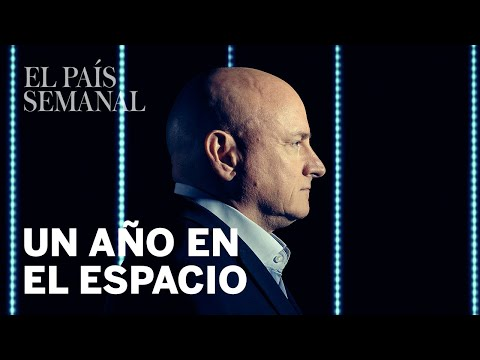 EL PAÍS
SEMANAL
UN AÑO EN
EL ESPACIO